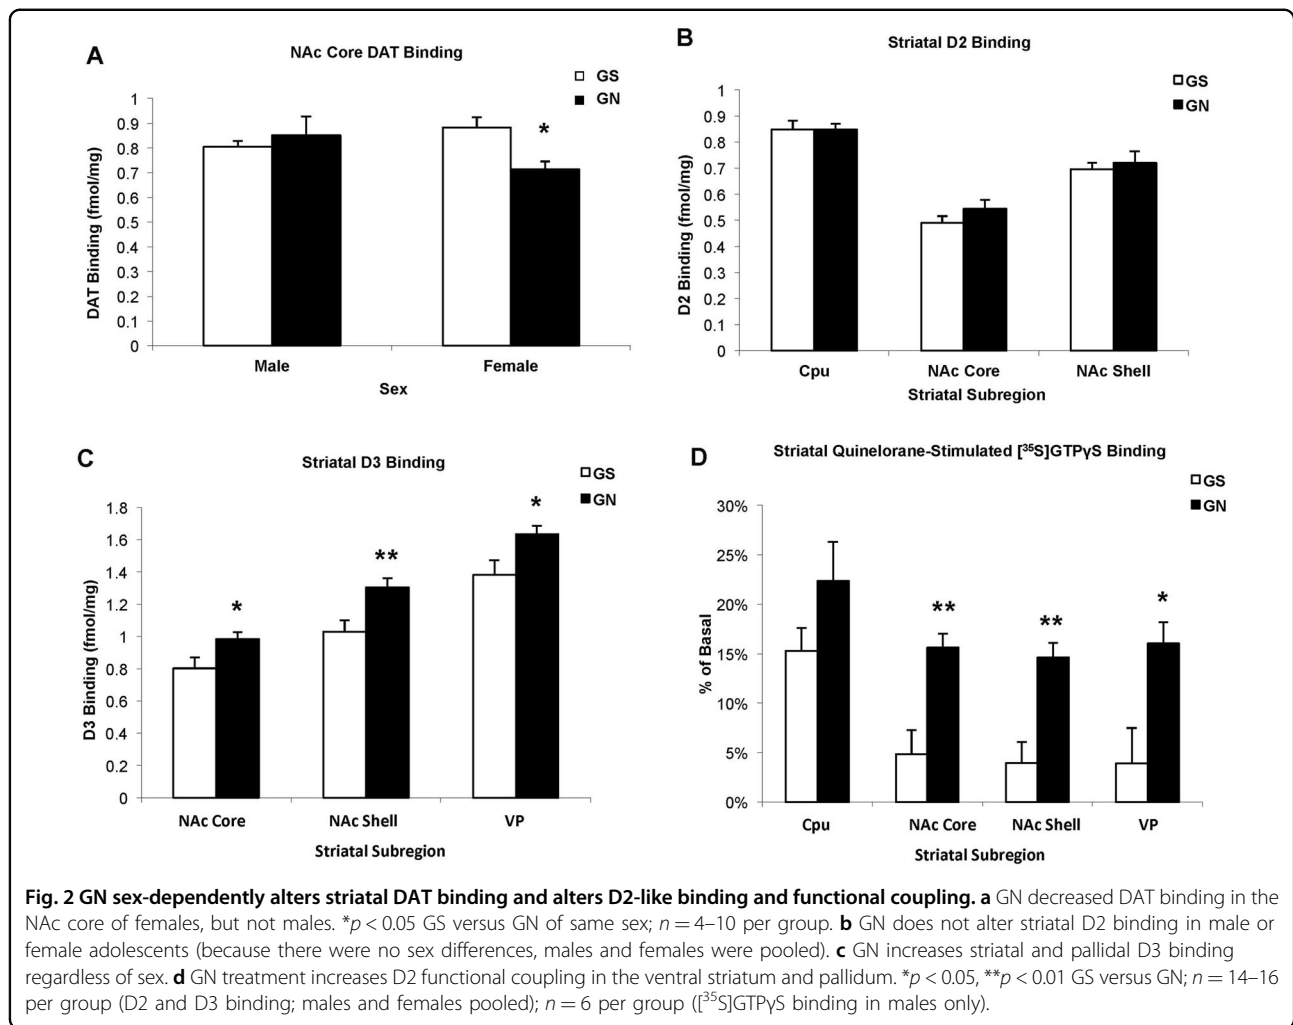 A
NAc Core DAT Binding
GS
GN
DAT Binding (fmol/mg)
1
0.9
0.8
0.7
0.6
0.5
0.4
0.3
0.2
0.1
0
*
Male
Female
Sex
B
Striatal D2 Binding
GS
GN
D2 Binding (fmol/mg)
1
0.9
0.8
0.7
0.6
0.5
0.4
0.3
0.2
0.1
0
Cpu
NAc Core
NAc Shell
Striatal Subregion
C
Striatal D3 Binding
GS
GN
D3 Binding (fmol/mg)
1.8
1.6
1.4
1.2
1
0.8
0.6
0.4
0.2
0
*
**
*
NAc Core
NAc Shell
VP
Striatal Subregion
D
Striatal Quinelorane-Stimulated [³⁵S]GTPγS Binding
GS
GN
% of Basal
30%
25%
20%
15%
10%
5%
0%
**
**
*
Cpu
NAc Core
NAc Shell
VP
Striatal Subregion
Fig. 2 GN sex-dependently alters striatal DAT binding and alters D2-like binding and functional coupling. a GN decreased DAT binding in the
NAc core of females, but not males. *p < 0.05 GS versus GN of same sex; n = 4–10 per group. b GN does not alter striatal D2 binding in male or
female adolescents (because there were no sex differences, males and females were pooled). c GN increases striatal and pallidal D3 binding
regardless of sex. d GN treatment increases D2 functional coupling in the ventral striatum and pallidum. *p < 0.05, **p < 0.01 GS versus GN; n = 14–16
per group (D2 and D3 binding; males and females pooled); n = 6 per group ([³⁵S]GTPγS binding in males only).